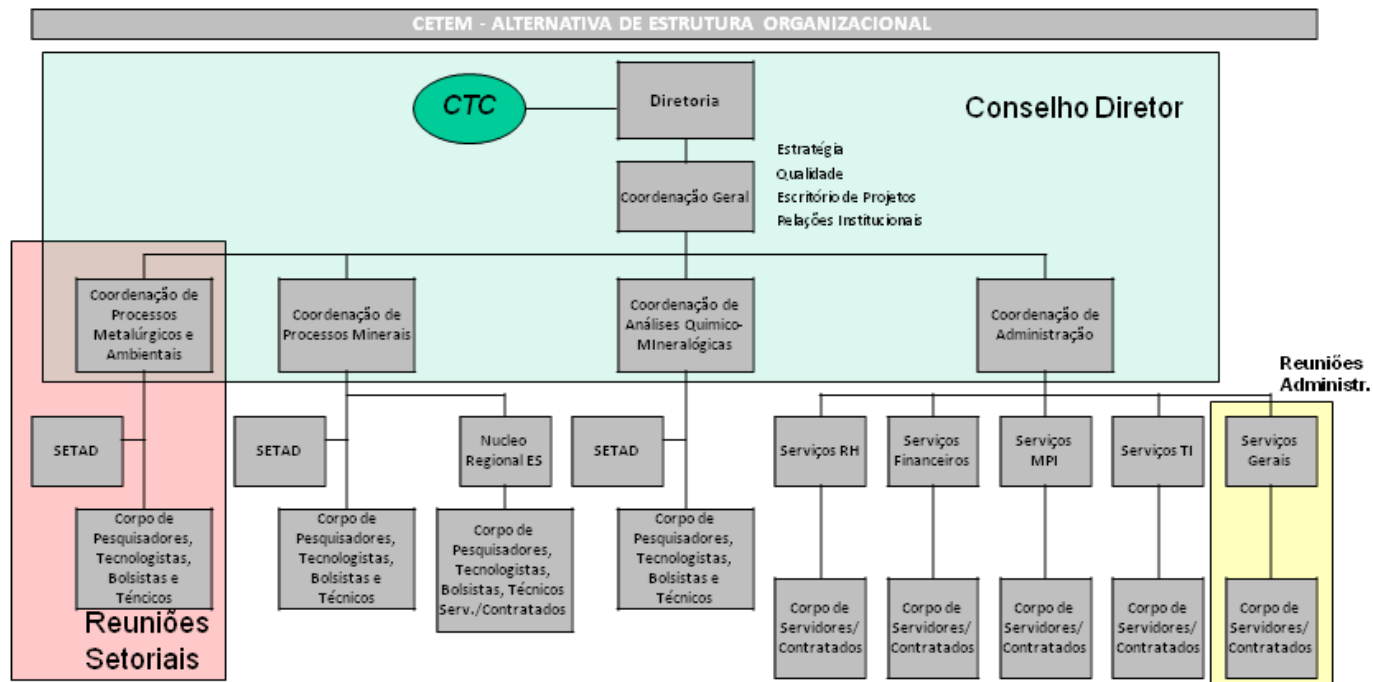 CETEM - ALTERNATIVA DE ESTRUTURA ORGANIZACIONAL
CTC
Diretoria
Conselho Diretor
Coordenação Geral
Estratégia
Qualidade
Escritório de Projetos
Relações Institucionais
Coordenação de
Processos
Metalúrgicos e
Ambientais
Coordenação de
Processos Minerais
Coordenação de
Análises Quimico-
MIneralógicas
Coordenação de
Administração
Reuniões
Administr.
SETAD
SETAD
Nucleo
Regional ES
SETAD
Serviços RH
Serviços
Financeiros
Serviços
MPI
Serviços TI
Serviços
Gerais
Corpo de
Pesquisadores,
Tecnologistas,
Bolsistas e
Téncicos
Corpo de
Pesquisadores,
Tecnologistas,
Bolsistas e
Técnicos
Corpo de
Pesquisadores,
Tecnologistas,
Bolsistas, Técnicos
Serv./Contratados
Corpo de
Pesquisadores,
Tecnologistas,
Bolsistas e
Técnicos
Corpo de
Servidores/
Contratados
Corpo de
Servidores/
Contratados
Corpo de
Servidores/
Contratados
Corpo de
Servidores/
Contratados
Corpo de
Servidores/
Contratados
Reuniões
Setoriais